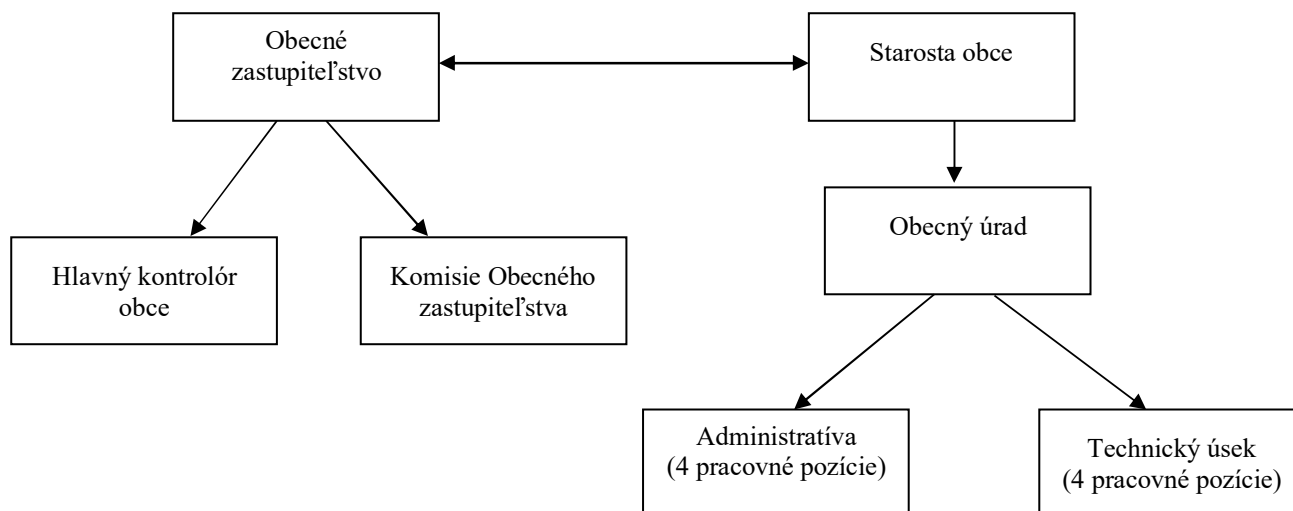 Obecné
zastupiteľstvo
Starosta obce
Obecný úrad
Hlavný kontrolór
obce
Komisie Obecného
zastupiteľstva
Administratíva
(4 pracovné pozície)
Technický úsek
(4 pracovné pozície)